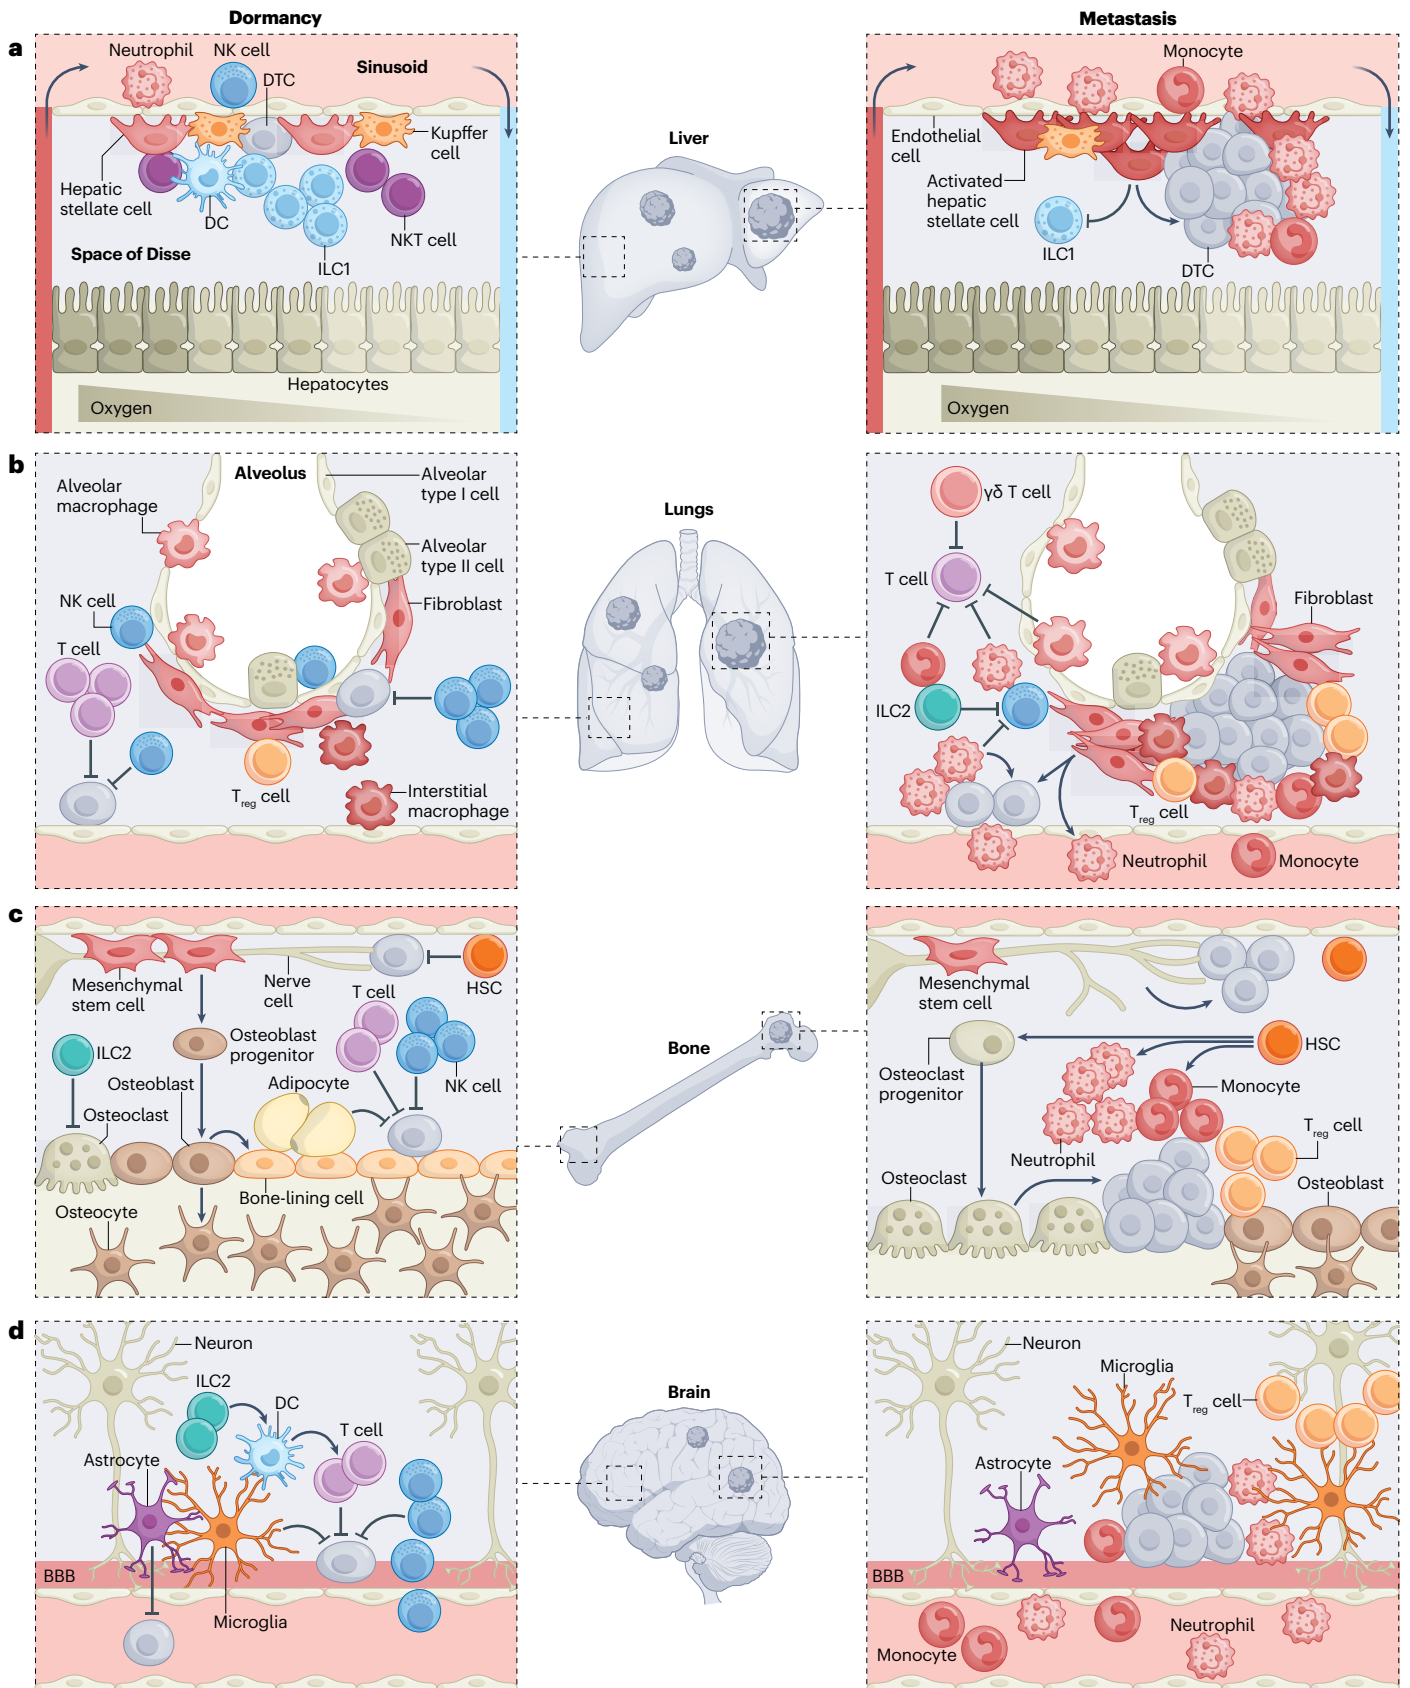 Dormancy
Metastasis
a
Neutrophil
NK cell
DTC
Sinusoid
Kupffer
cell
Hepatic
stellate cell
DC
NKT cell
ILC1
Space of Disse
Hepatocytes
Oxygen
Liver
Monocyte
Endothelial
cell
Activated
hepatic
stellate cell
ILC1
DTC
Oxygen
b
Alveolus
Alveolar
macrophage
Alveolar
type I cell
Alveolar
type II cell
NK cell
Fibroblast
T cell
Treg cell
Interstitial
macrophage
Lungs
γδ T cell
T cell
Fibroblast
ILC2
Treg cell
Neutrophil
Monocyte
c
Mesenchymal
stem cell
Nerve
cell
T cell
HSC
ILC2
Osteoblast
progenitor
Osteoblast
Adipocyte
NK cell
Osteoclast
Bone-lining cell
Osteocyte
Bone
Mesenchymal
stem cell
HSC
Osteoclast
progenitor
Monocyte
Treg cell
Neutrophil
Osteoclast
Osteoblast
d
Neuron
ILC2
DC
T cell
Astrocyte
BBB
Microglia
Brain
Neuron
Microglia
Treg cell
Astrocyte
BBB
Neutrophil
Monocyte